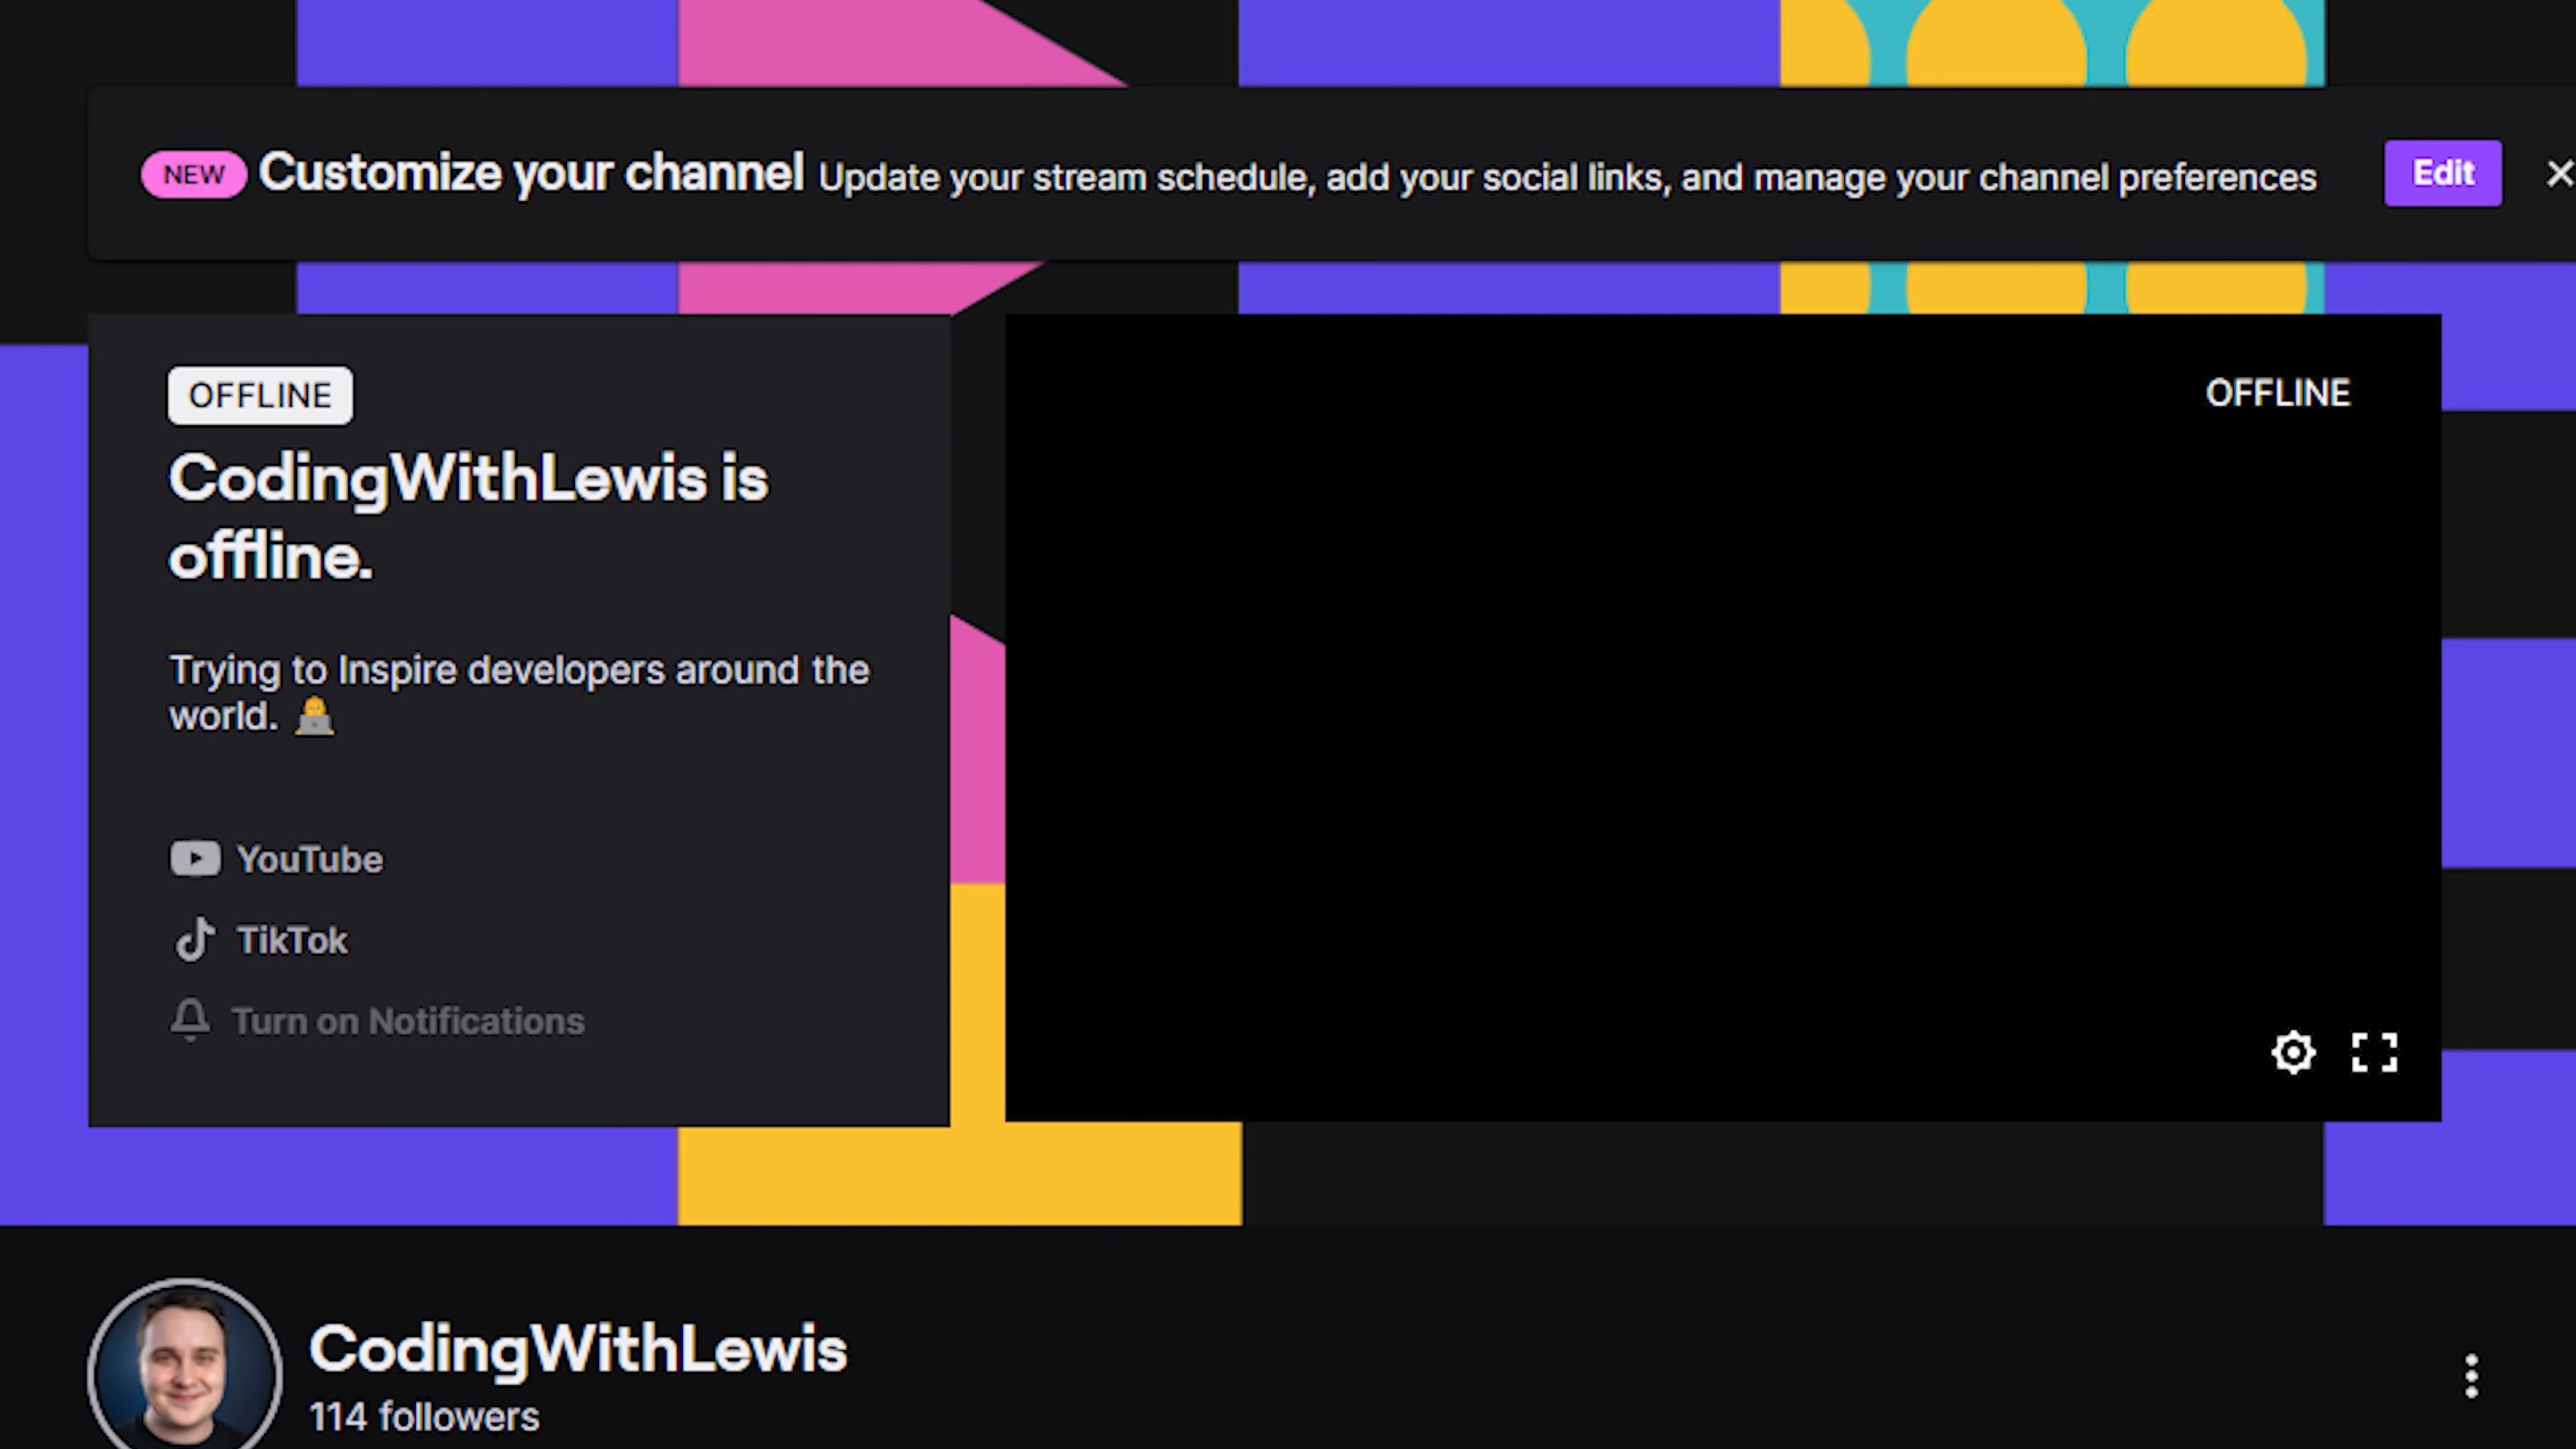 NEW Customize your channel Update your stream schedule, add your social links, and manage your channel preferences Edit
OFFLINE
CodingWithLewis is
offline.
Trying to Inspire developers around the
world.
YouTube
TikTok
Turn on Notifications
OFFLINE
CodingWithLewis
114 followers